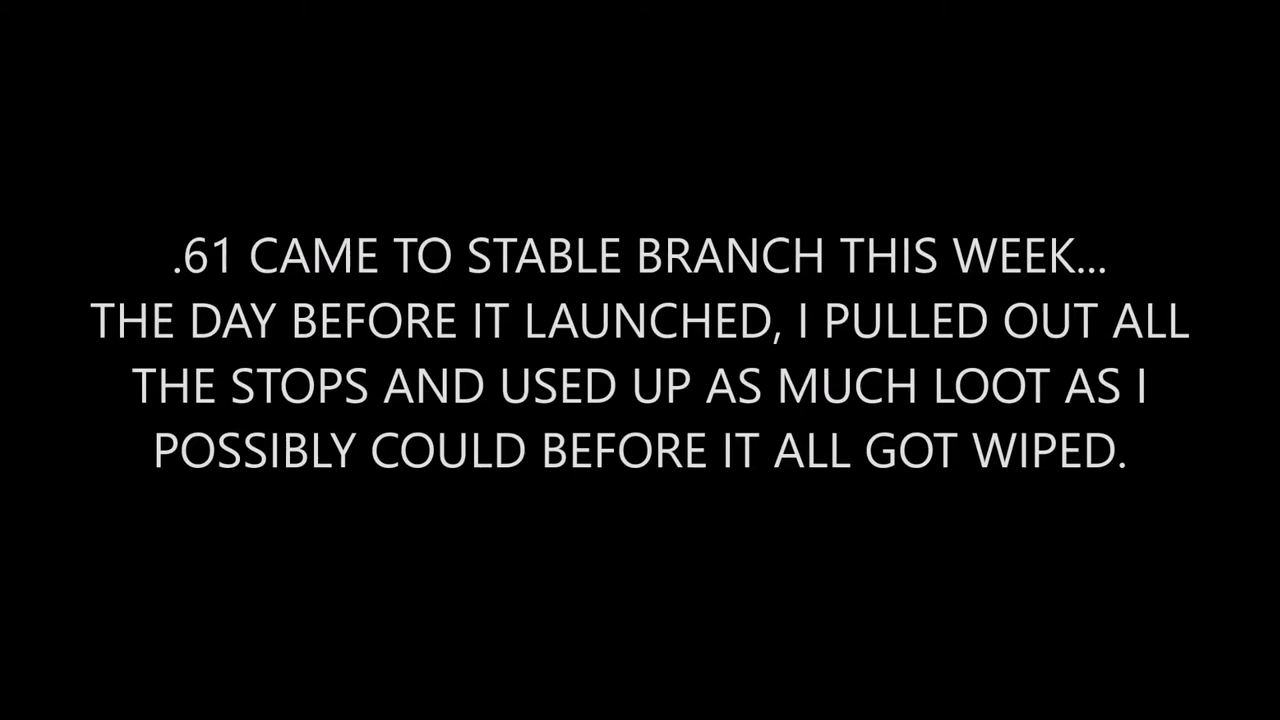 .61 CAME TO STABLE BRANCH THIS WEEK...
THE DAY BEFORE IT LAUNCHED, I PULLED OUT ALL
THE STOPS AND USED UP AS MUCH LOOT AS I
POSSIBLY COULD BEFORE IT ALL GOT WIPED.